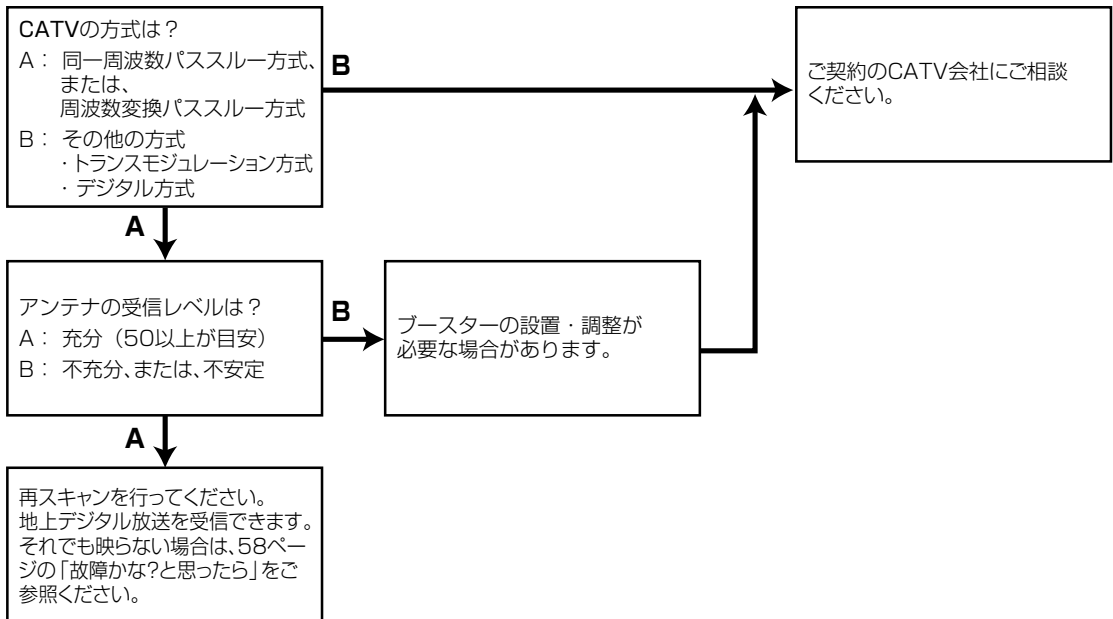 CATVの方式は？
A： 同一周波数パススルー方式、
または、
周波数変換パススルー方式
B： その他の方式
・トランスモジュレーション方式
・デジタル方式
B
ご契約のCATV会社にご相談
ください。
A
アンテナの受信レベルは？
A： 充分（50以上が目安）
B： 不充分、または、不安定
B
ブースターの設置・調整が
必要な場合があります。
A
再スキャンを行ってください。
地上デジタル放送を受信できます。
それでも映らない場合は、58ペー
ジの「故障かな?と思ったら」をご
参照ください。